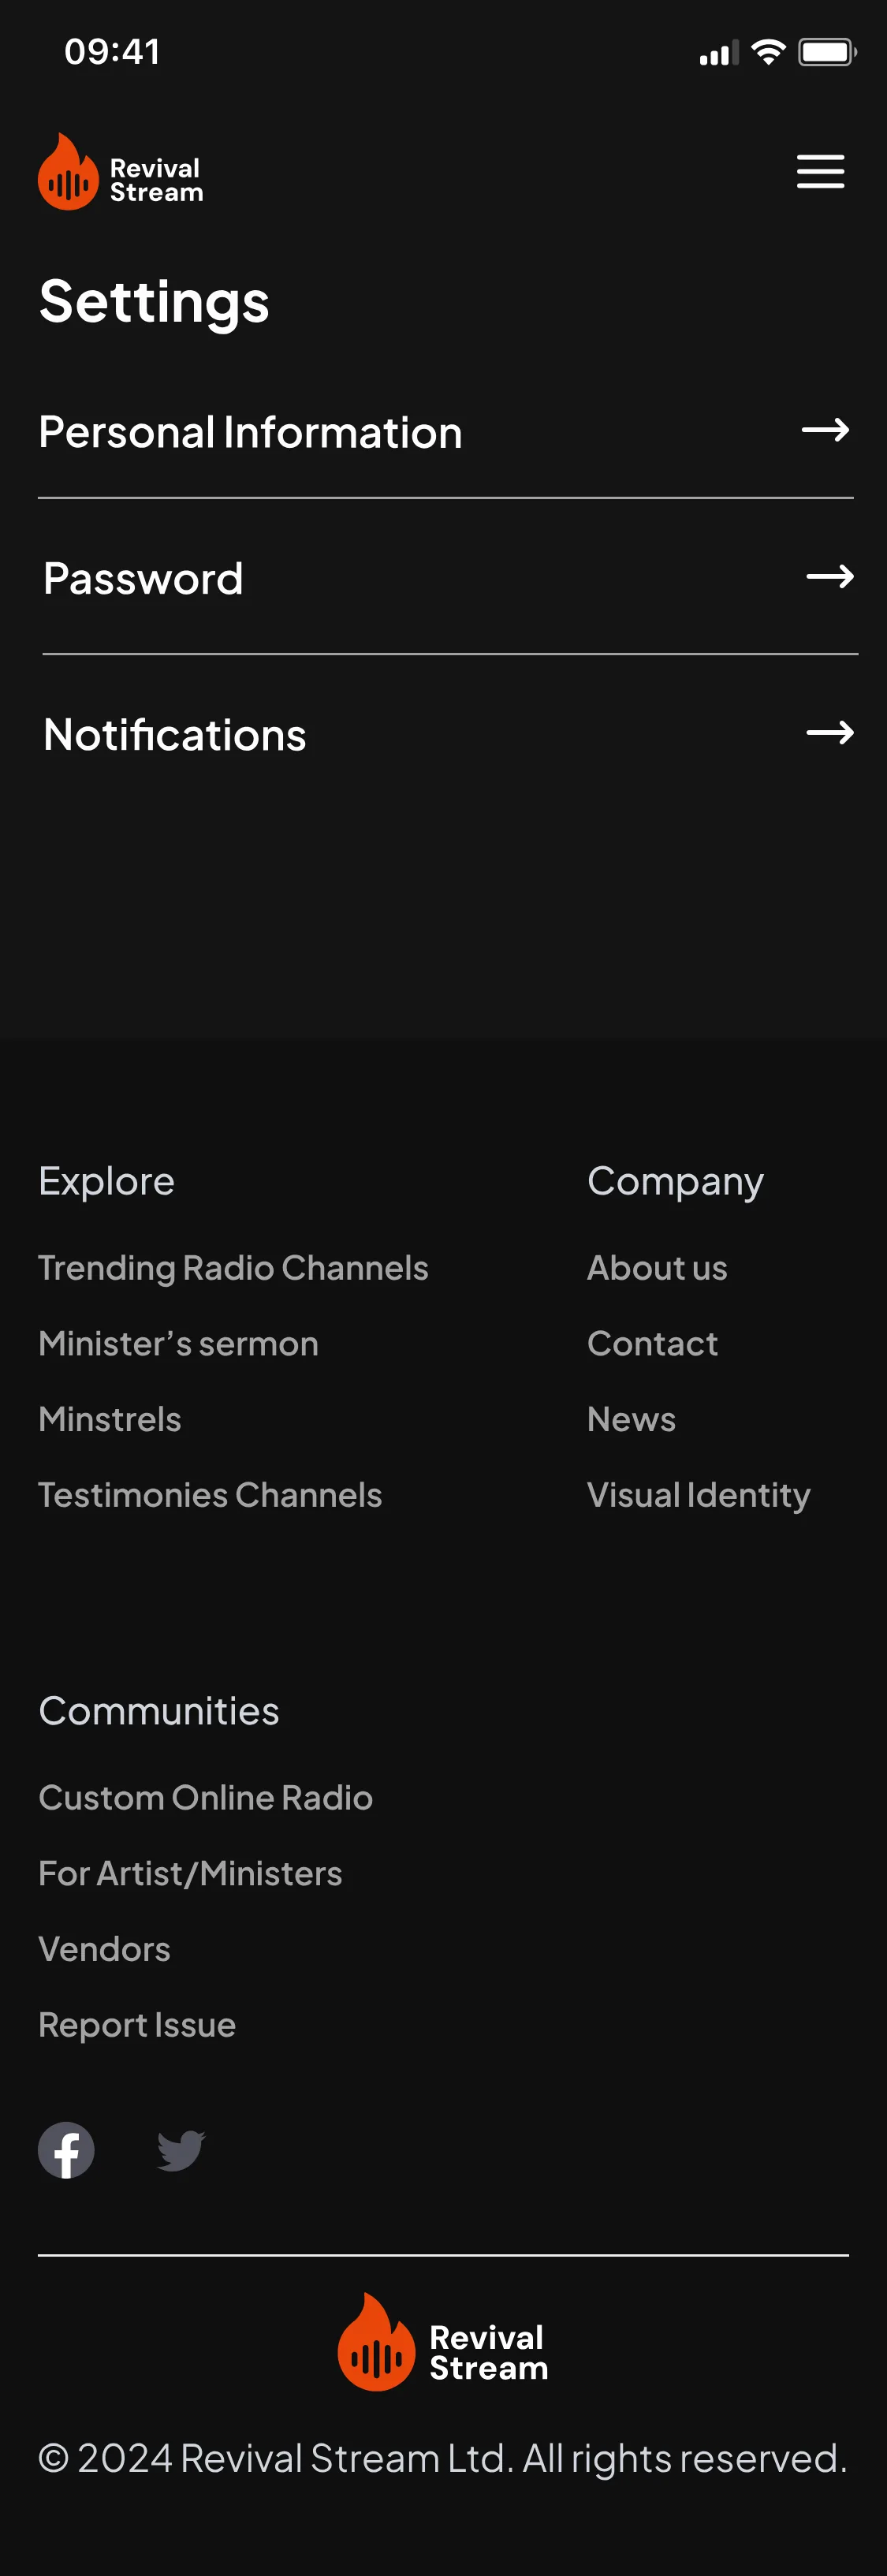 09:41
Revival
Stream
Settings
Personal Information
Password
Notifications
Explore
Trending Radio Channels
Minister’s sermon
Minstrels
Testimonies Channels
Company
About us
Contact
News
Visual Identity
Communities
Custom Online Radio
For Artist/Ministers
Vendors
Report Issue
Revival
Stream
© 2024 Revival Stream Ltd. All rights reserved.